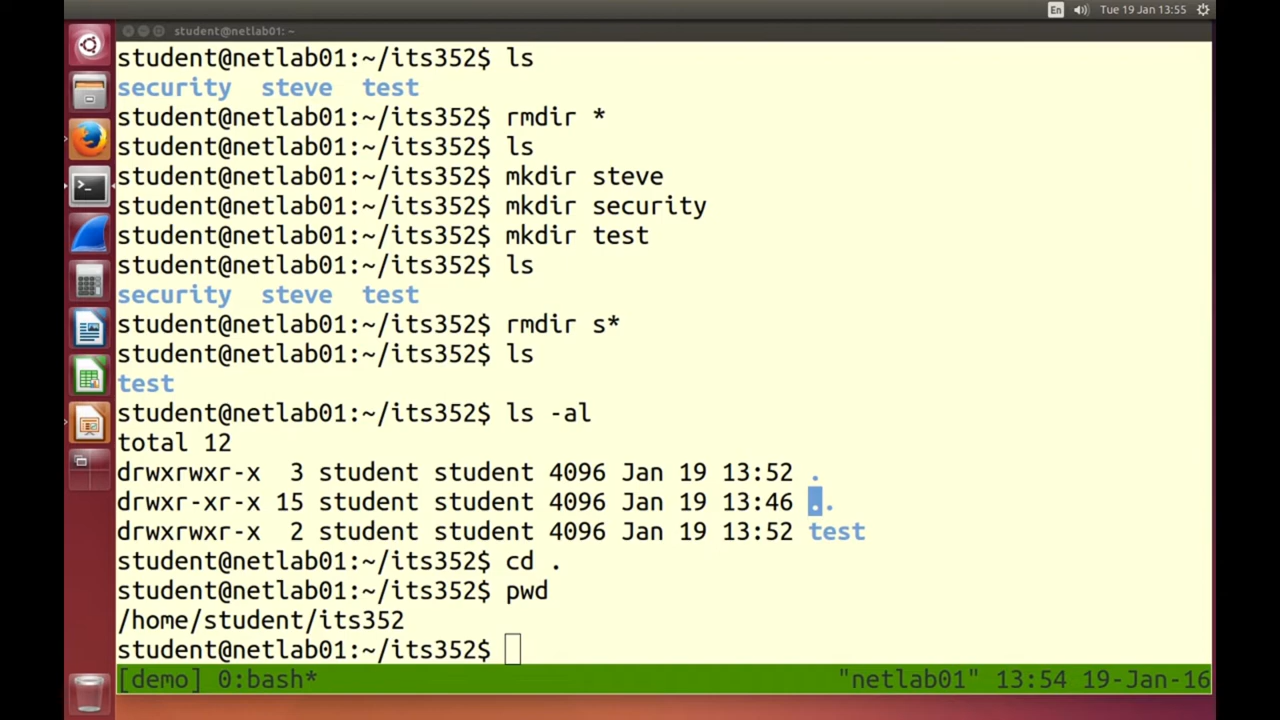 En Tue 19 Jan 13:55
student@netlab01: ~
student@netlab01:~/its352$ ls
security  steve  test
student@netlab01:~/its352$ rmdir *
student@netlab01:~/its352$ ls
student@netlab01:~/its352$ mkdir steve
student@netlab01:~/its352$ mkdir security
student@netlab01:~/its352$ mkdir test
student@netlab01:~/its352$ ls
security  steve  test
student@netlab01:~/its352$ rmdir s*
student@netlab01:~/its352$ ls
test
student@netlab01:~/its352$ ls -al
total 12
drwxrwxr-x  3 student student 4096 Jan 19 13:52 .
drwxr-xr-x 15 student student 4096 Jan 19 13:46 ..
drwxrwxr-x  2 student student 4096 Jan 19 13:52 test
student@netlab01:~/its352$ cd .
student@netlab01:~/its352$ pwd
/home/student/its352
student@netlab01:~/its352$
[demo] 0:bash* "netlab01" 13:54 19-Jan-16